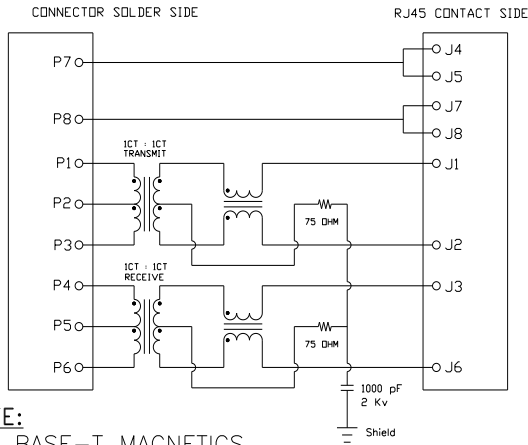 CONNECTOR SOLDER SIDE
RJ45 CONTACT SIDE
P7
J4
J5
P8
J7
J8
1CT : 1CT
TRANSMIT
P1
J1
P2
75 OHM
P3
J2
1CT : 1CT
RECEIVE
P4
J3
P5
75 OHM
P6
J6
1000 pF
2 Kv
Shield
E:
BASE-T MAGNETICS